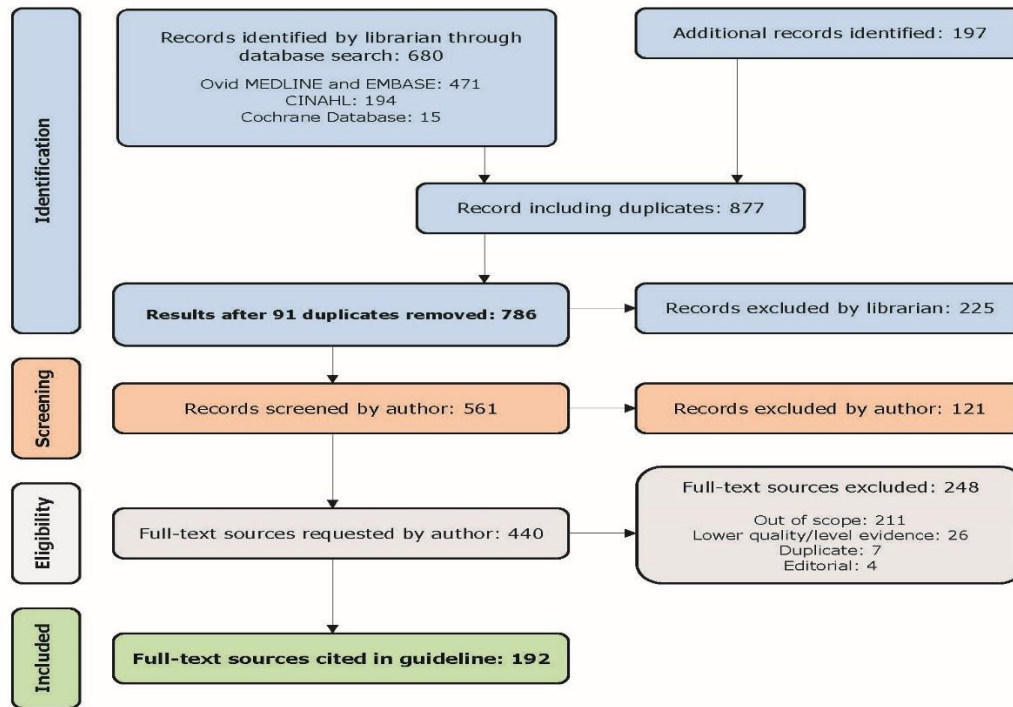 Identification
Records identified by librarian through
database search: 680
Ovid MEDLINE and EMBASE: 471
CINAHL: 194
Cochrane Database: 15
Additional records identified: 197
Record including duplicates: 877
Results after 91 duplicates removed: 786
Records excluded by librarian: 225
Screening
Records screened by author: 561
Records excluded by author: 121
Eligibility
Full-text sources requested by author: 440
Full-text sources excluded: 248
Out of scope: 211
Lower quality/level evidence: 26
Duplicate: 7
Editorial: 4
Included
Full-text sources cited in guideline: 192